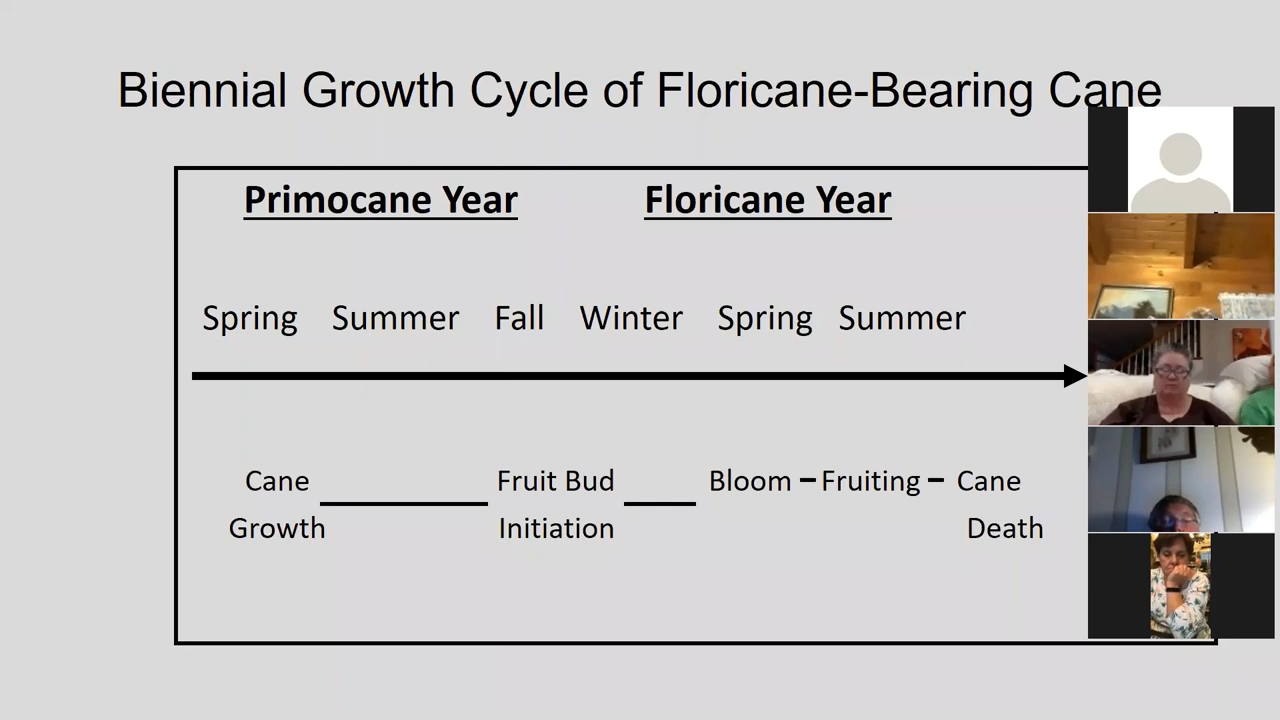 Biennial Growth Cycle of Floricane-Bearing Cane
Primocane Year Floricane Year
Spring Summer Fall Winter Spring Summer
Cane Fruit Bud Bloom Fruiting Cane
Growth Initiation Death